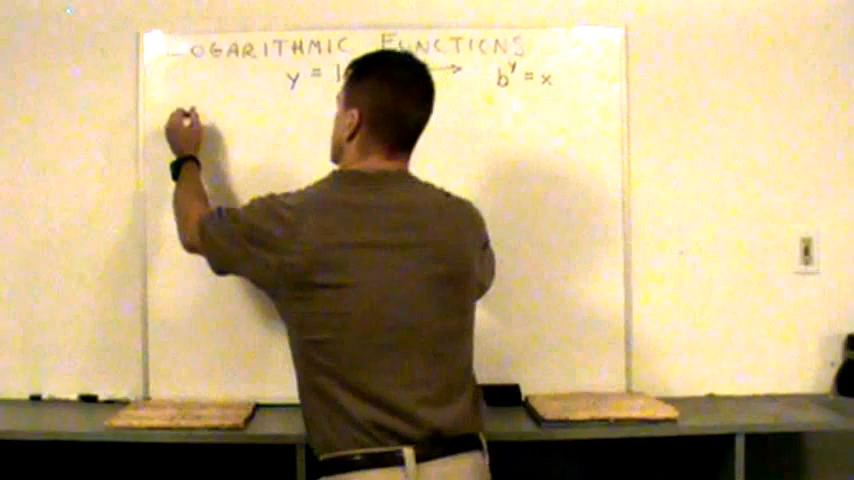 LOGARITHMIC FUNCTIONS
y = l → b^y = x